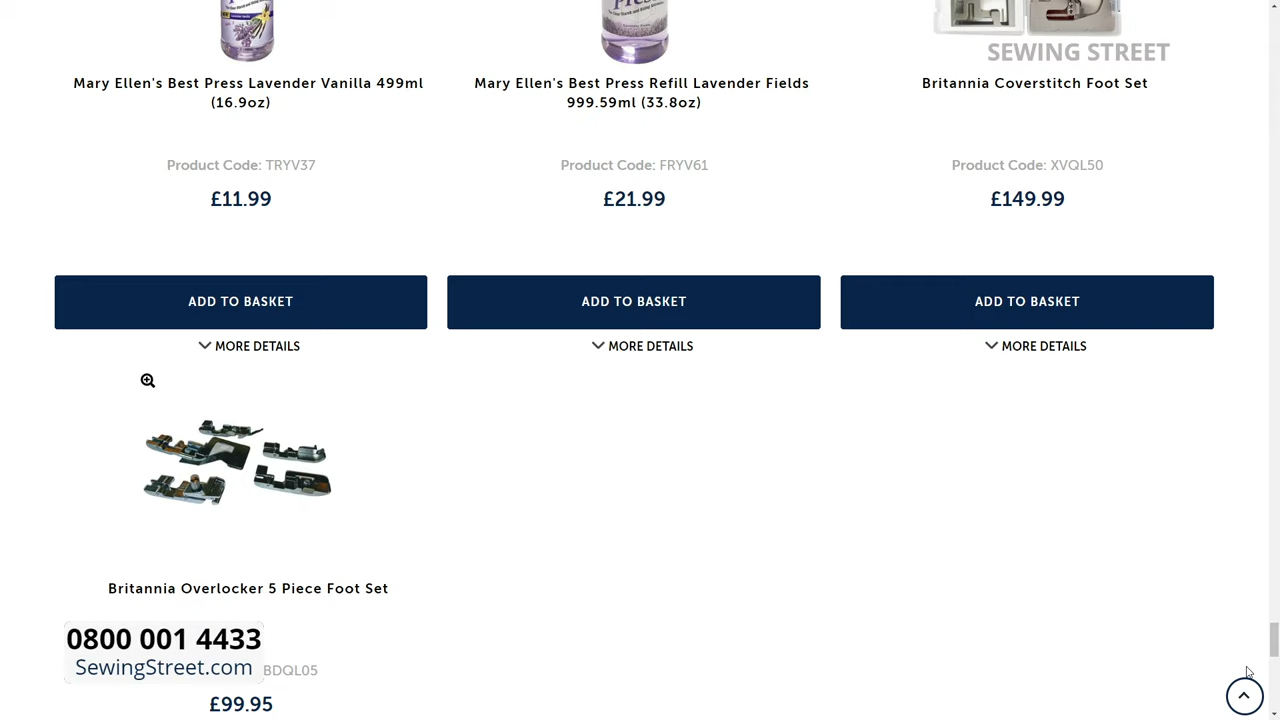 Press
Press
SEWING STREET
Mary Ellen's Best Press Lavender Vanilla 499ml
(16.9oz)
Mary Ellen's Best Press Refill Lavender Fields
999.59ml (33.8oz)
Britannia Coverstitch Foot Set
Product Code: TRYV37
Product Code: FRYV61
Product Code: XVQL50
£11.99
£21.99
£149.99
ADD TO BASKET
ADD TO BASKET
ADD TO BASKET
MORE DETAILS
MORE DETAILS
MORE DETAILS
Britannia Overlocker 5 Piece Foot Set
0800 001 4433
SewingStreet.com
BDQL05
£99.95